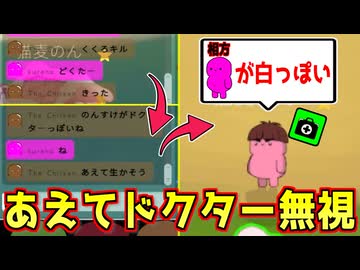 猫麦のん
くくろキル
kureha どくたー
The Chicken きった
The Chicken のんすけがドク
ターっぽいね
kureha ね
The Chicken あえて生かそう
相方
が白っぽい
あえてドクター無視